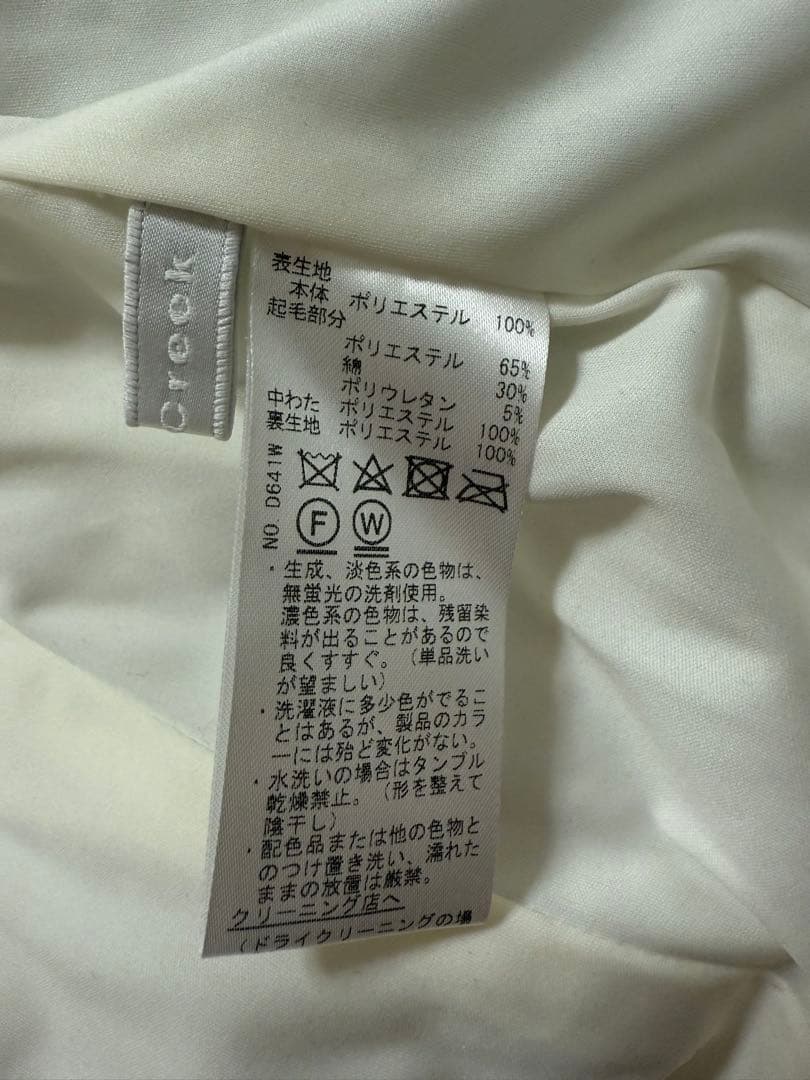 Creek
表生地
本体 ポリエステル 100%
起毛部分
ポリエステル 65%
綿 30%
ポリウレタン 5%
中わた ポリエステル 100%
裏生地 ポリエステル 100%
NO D641W
F W
・生成、淡色系の色物は、
無蛍光の洗剤使用。
濃色系の色物は、残留染
料が出ることがあるので
良くすすぐ。(単品洗い
が望ましい)
・洗濯液に多少色がでるこ
とはあるが、製品のカラ
ーには殆ど変化がない。
・水洗いの場合はタンブル
乾燥禁止。(形を整えて
陰干し)
・配色品または他の色物と
のつけ置き洗い、濡れた
ままの放置は厳禁。
クリーニング店へ
(ドライクリーニングの場